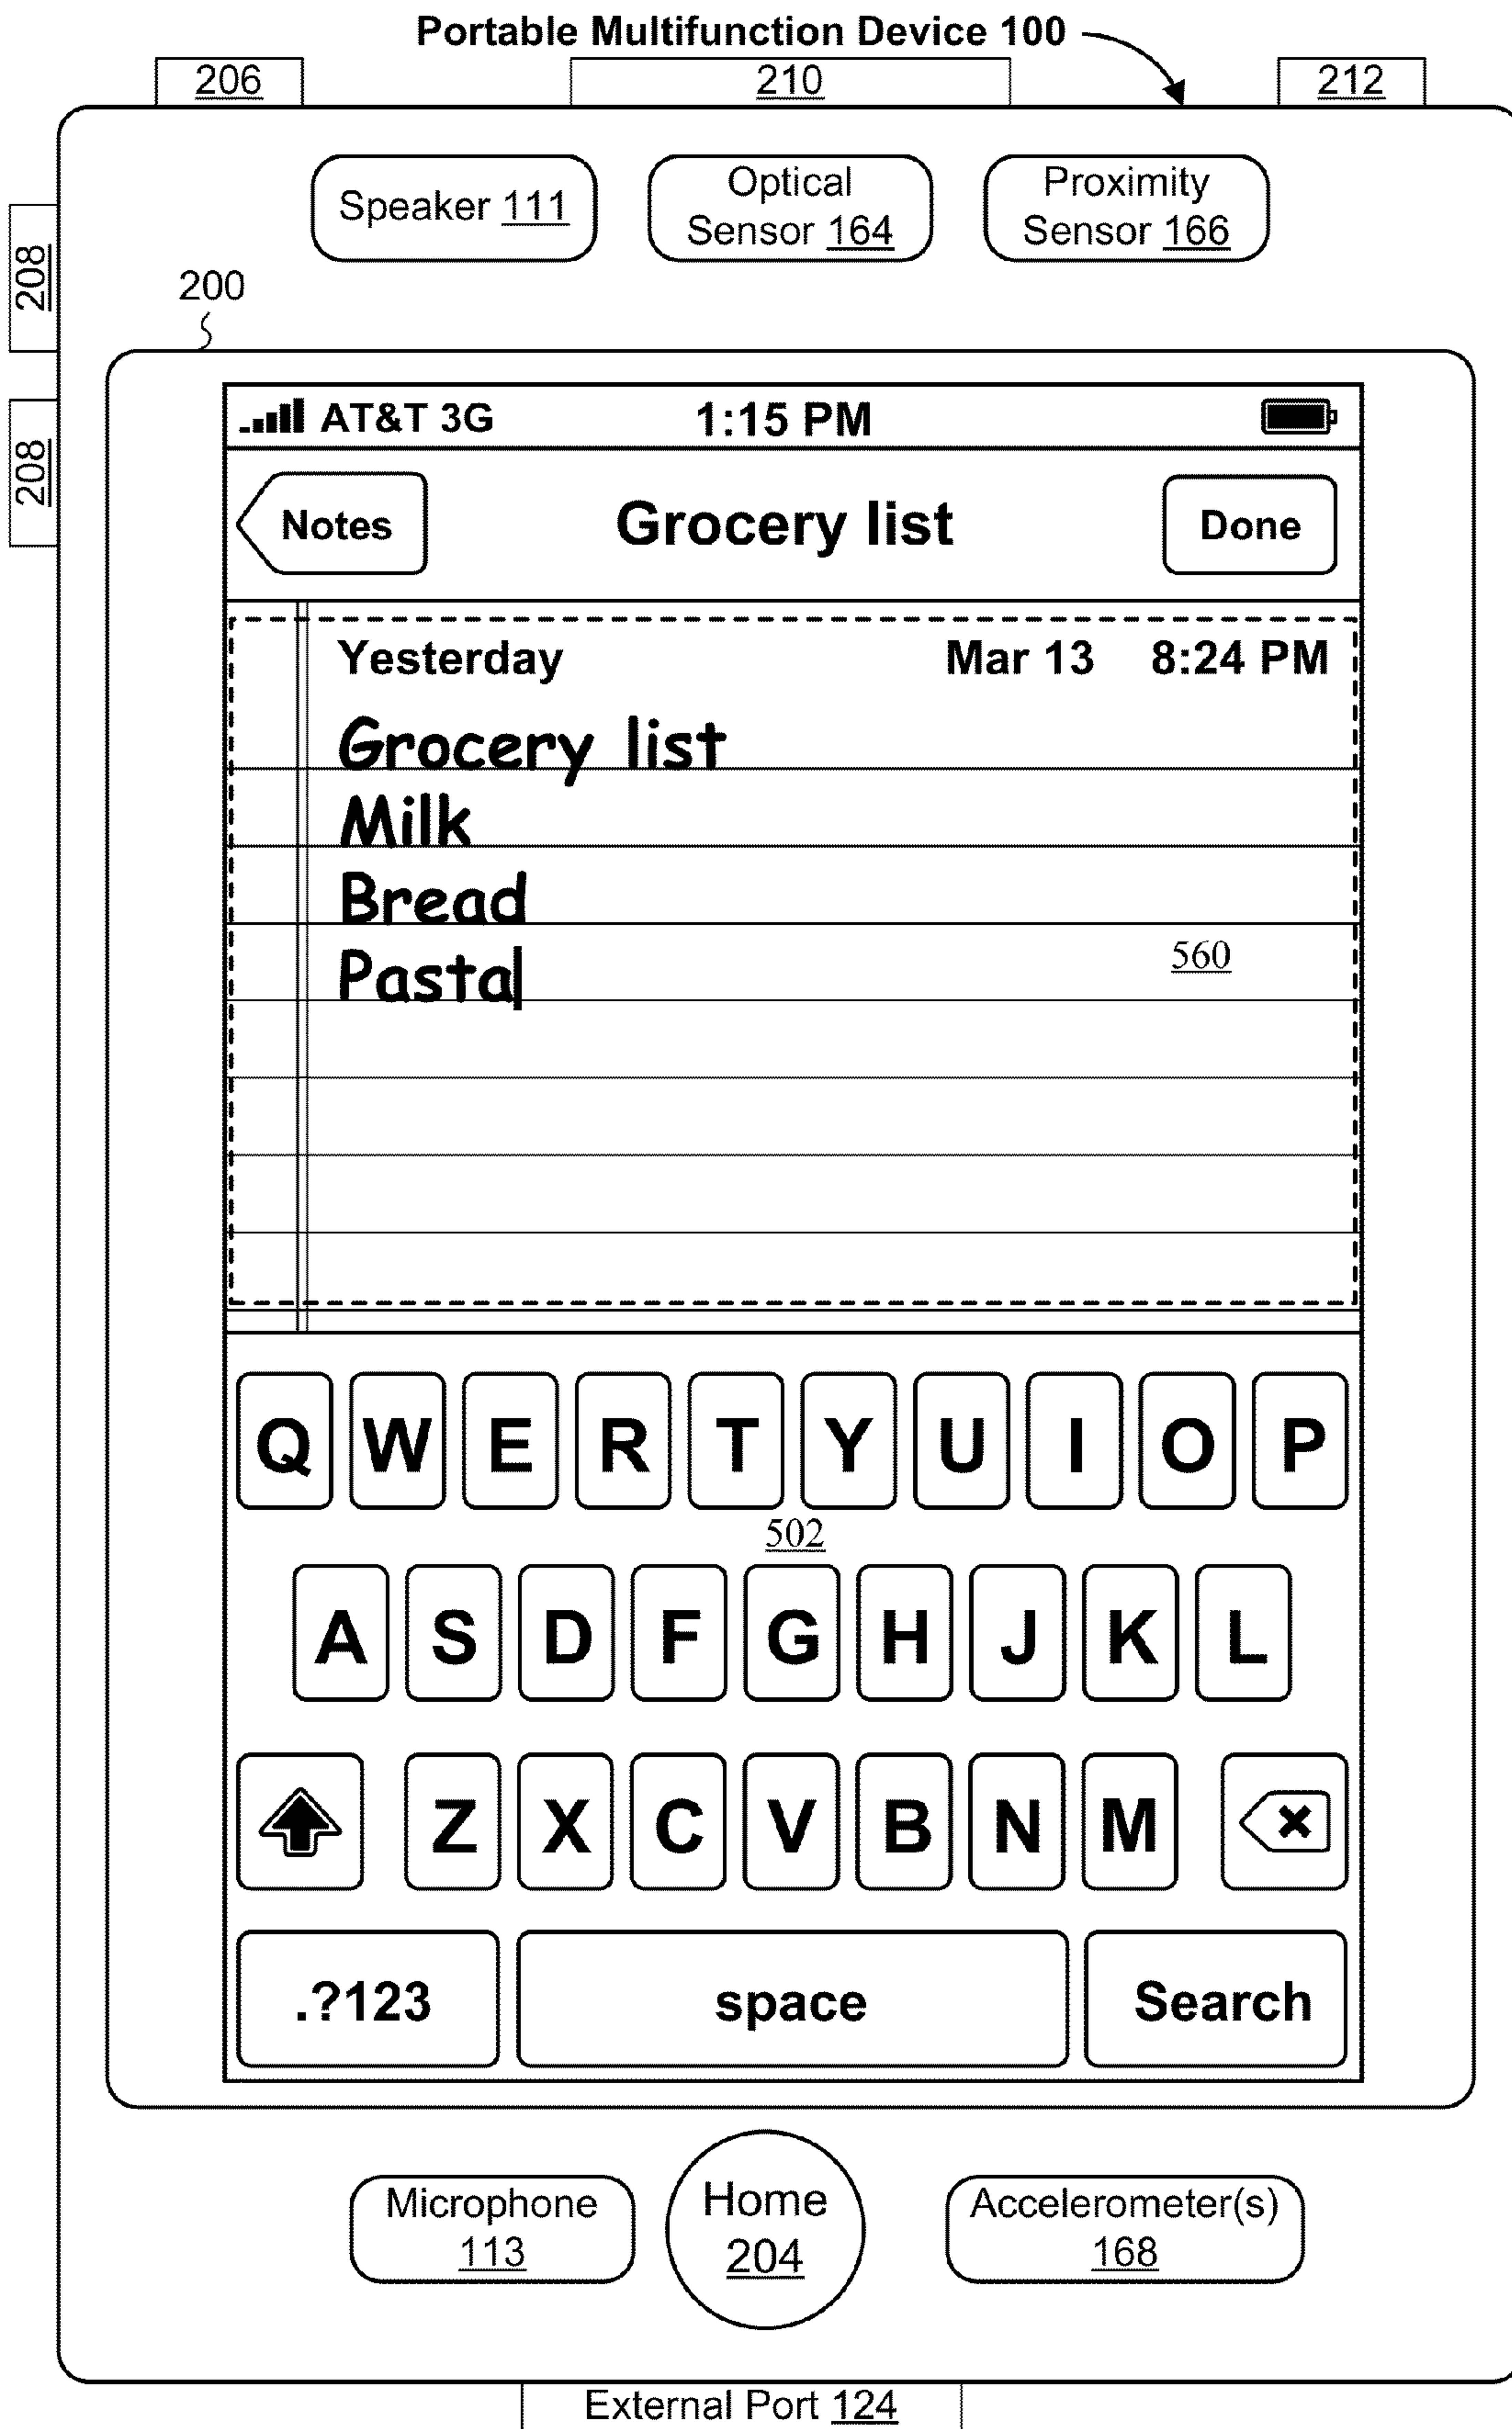 Portable Multifunction Device 100
206 210 212
Speaker 111
Optical
Sensor 164
Proximity
Sensor 166
208
200
208
AT&T 3G 1:15 PM
Notes Grocery list Done
Yesterday Mar 13 8:24 PM
Grocery list
Milk
Bread
Pasta
560
Q W E R T Y U I O P
502
A S D F G H J K L
Z X C V B N M
.?123 space Search
Microphone
113
Home
204
Accelerometer(s)
168
External Port 124